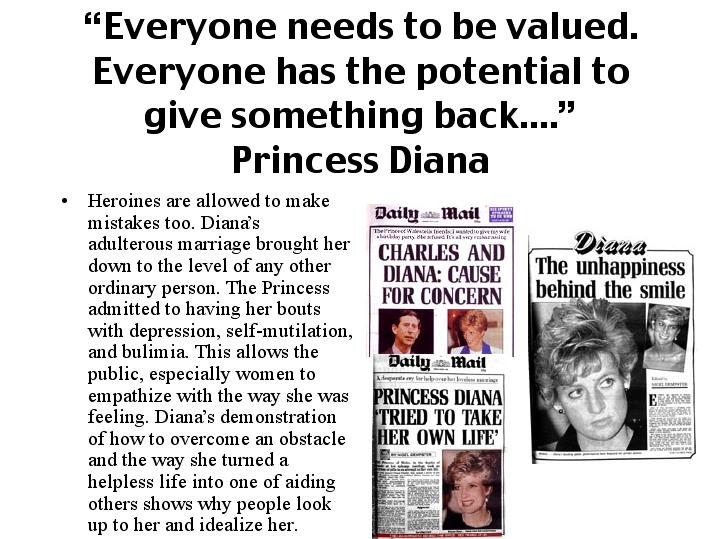 “Everyone needs to be valued.
Everyone has the potential to
give something back....”
Princess Diana
• Heroines are allowed to make
mistakes too. Diana’s
adulterous marriage brought her
down to the level of any other
ordinary person. The Princess
admitted to having her bouts
with depression, self-mutilation,
and bulimia. This allows the
public, especially women to
empathize with the way she was
feeling. Diana’s demonstration
of how to overcome an obstacle
and the way she turned a
helpless life into one of aiding
others shows why people look
up to her and idealize her.
Daily Mail
CHARLES AND
DIANA: CAUSE
FOR CONCERN
Daily Mail
PRINCESS DIANA
‘TRIED TO TAKE
HER OWN LIFE’
BY NIGEL DEMPSTER
Diana
The unhappiness
behind the smile
NIGEL DEMPSTER